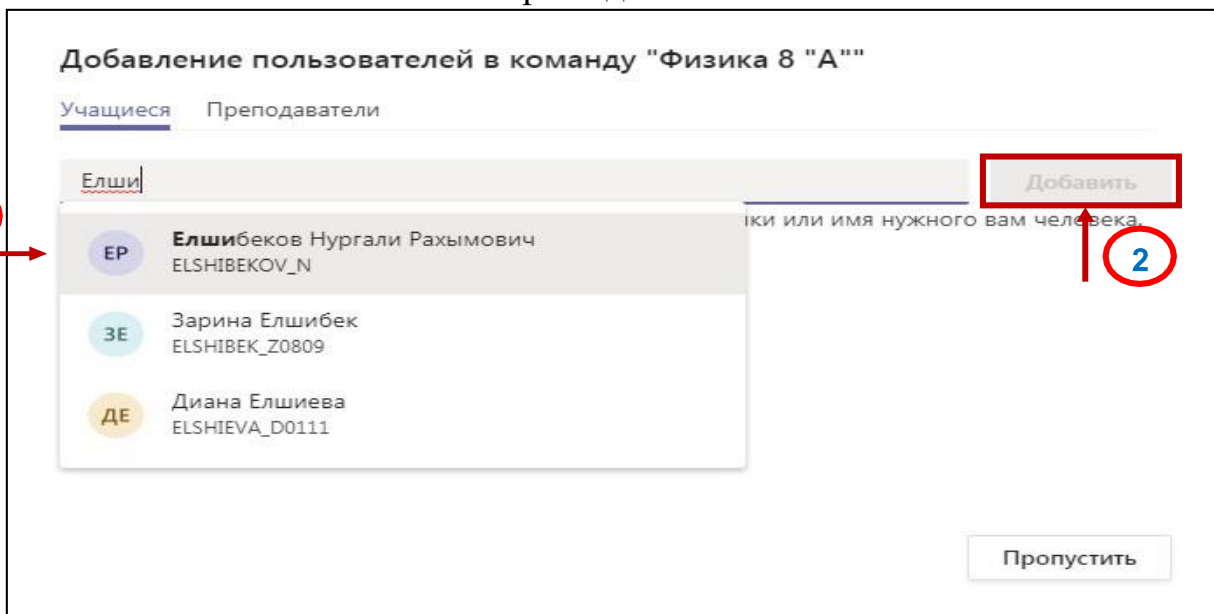 Добавление пользователей в команду "Физика 8 "А""
Учащиеся Преподаватели
Елши Добавить
или имя нужного вам человека.
ЕР Елшибеков Нургали Рахымович
ELSHIBEKOV_N
2
ЗЕ Зарина Елшибек
ELSHIBEK_Z0809
ДЕ Диана Елшиева
ELSHIEVA_D0111
Пропустить